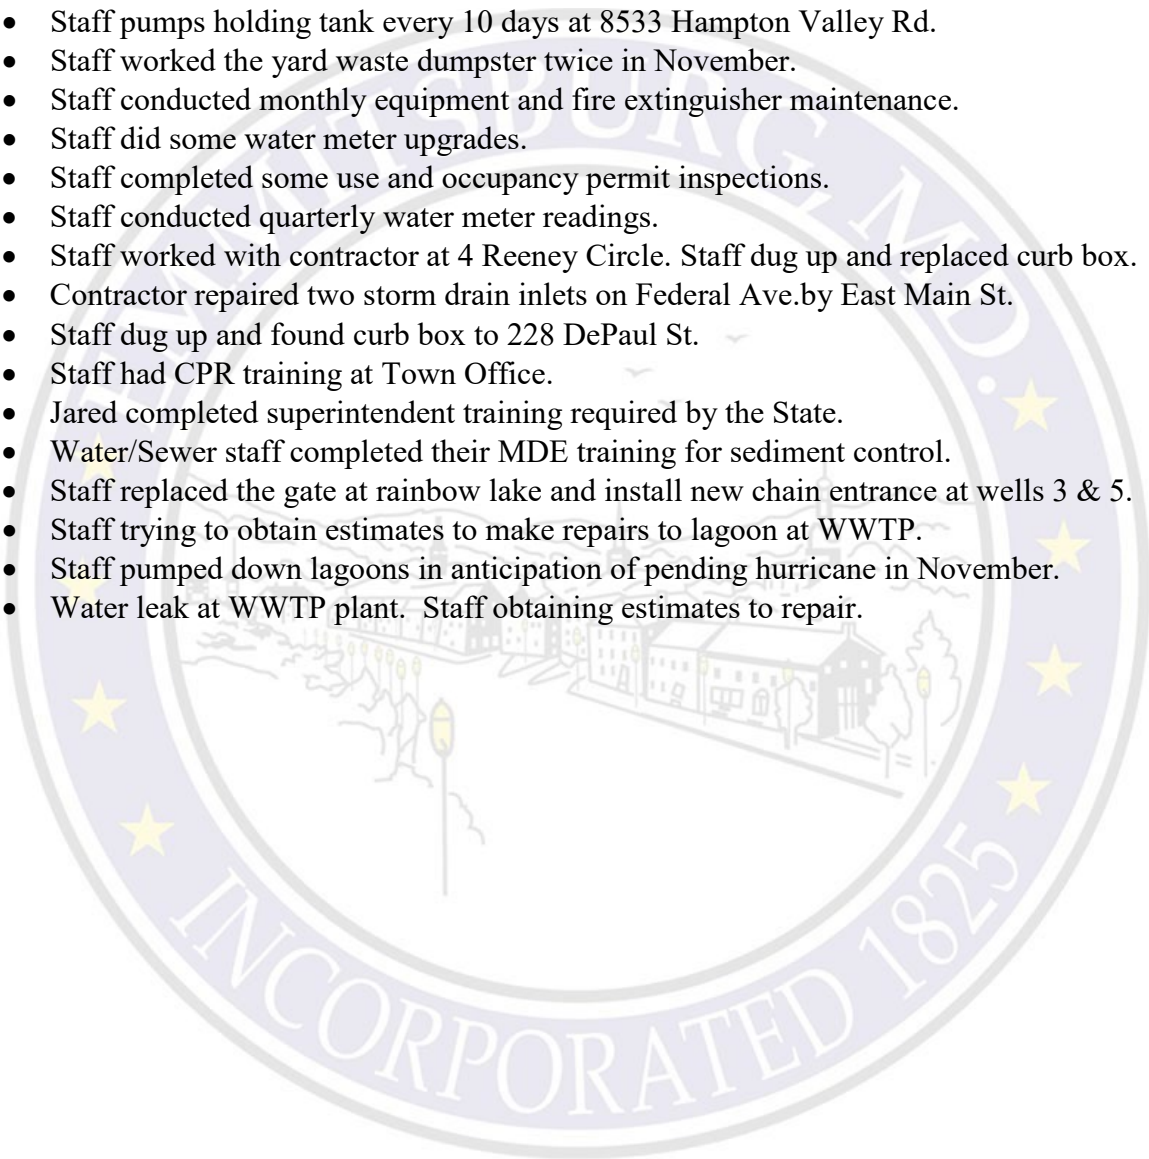 • Staff pumps holding tank every 10 days at 8533 Hampton Valley Rd.
• Staff worked the yard waste dumpster twice in November.
• Staff conducted monthly equipment and fire extinguisher maintenance.
• Staff did some water meter upgrades.
• Staff completed some use and occupancy permit inspections.
• Staff conducted quarterly water meter readings.
• Staff worked with contractor at 4 Reeney Circle. Staff dug up and replaced curb box.
• Contractor repaired two storm drain inlets on Federal Ave.by East Main St.
• Staff dug up and found curb box to 228 DePaul St.
• Staff had CPR training at Town Office.
• Jared completed superintendent training required by the State.
• Water/Sewer staff completed their MDE training for sediment control.
• Staff replaced the gate at rainbow lake and install new chain entrance at wells 3 & 5.
• Staff trying to obtain estimates to make repairs to lagoon at WWTP.
• Staff pumped down lagoons in anticipation of pending hurricane in November.
• Water leak at WWTP plant.  Staff obtaining estimates to repair.
EMMITSBURG, MD.
INCORPORATED 1825